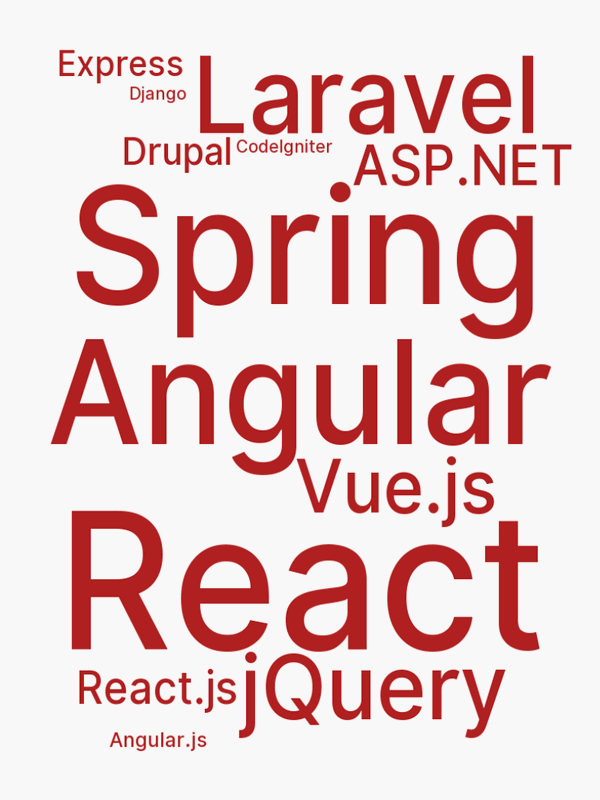 Express
Laravel
Django
Drupal
CodeIgniter
ASP.NET
Spring
Angular
Vue.js
React
React.js
jQuery
Angular.js